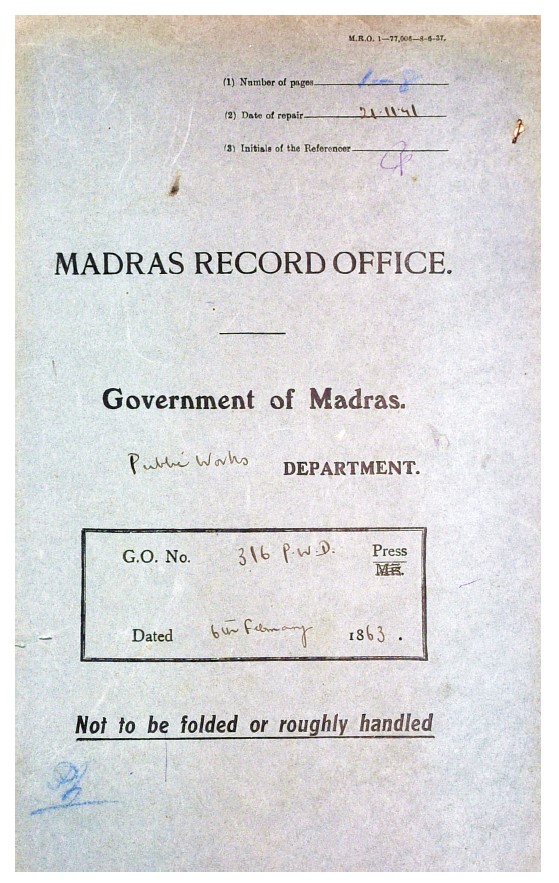 M.R.O. 1—77,006—8-6-37.
(1) Number of pages 1—8
(2) Date of repair 21.11.41
(3) Initials of the Referencer
MADRAS RECORD OFFICE.
Government of Madras.
Public Works DEPARTMENT.
G.O. No. 316 P.W.D. Press
MS.
Dated 6th February 1863.
Not to be folded or roughly handled